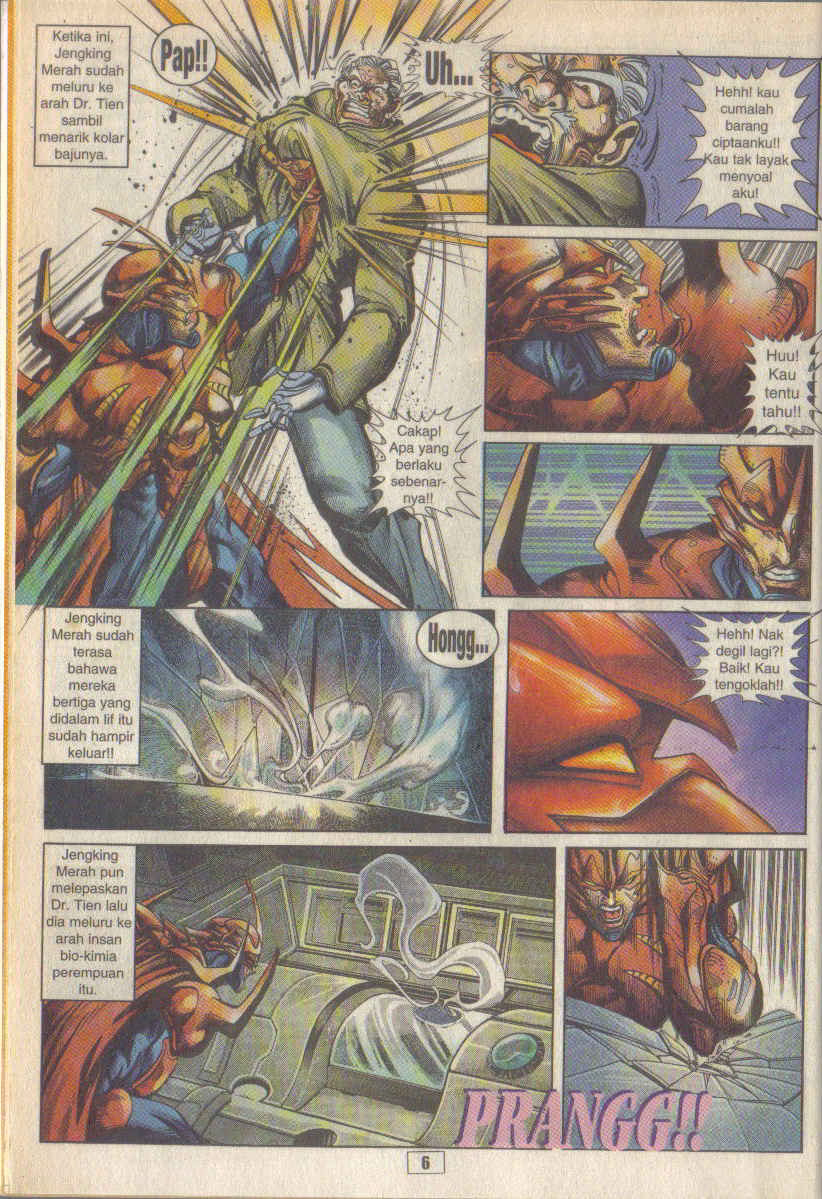 Ketika ini,
Jengking
Merah sudah
meluru ke
arah Dr. Tien
sambil
menarik kolar
bajunya.
Pap!!
Uh...
Cakap!
Apa yang
berlaku
sebenar-
nya!!
Hehh! kau
cumalah
barang
ciptaanku!!
Kau tak layak
menyoal
aku!
Huu!
Kau
tentu
tahu!!
Jengking
Merah sudah
terasa
bahawa
mereka
bertiga yang
didalam lif itu
sudah hampir
keluar!!
Hongg...
Hehh! Nak
degil lagi?!
Baik! Kau
tengoklah!!
Jengking
Merah pun
melepaskan
Dr. Tien lalu
dia meluru ke
arah insan
bio-kimia
perempuan
itu.
PRANGG!!
6